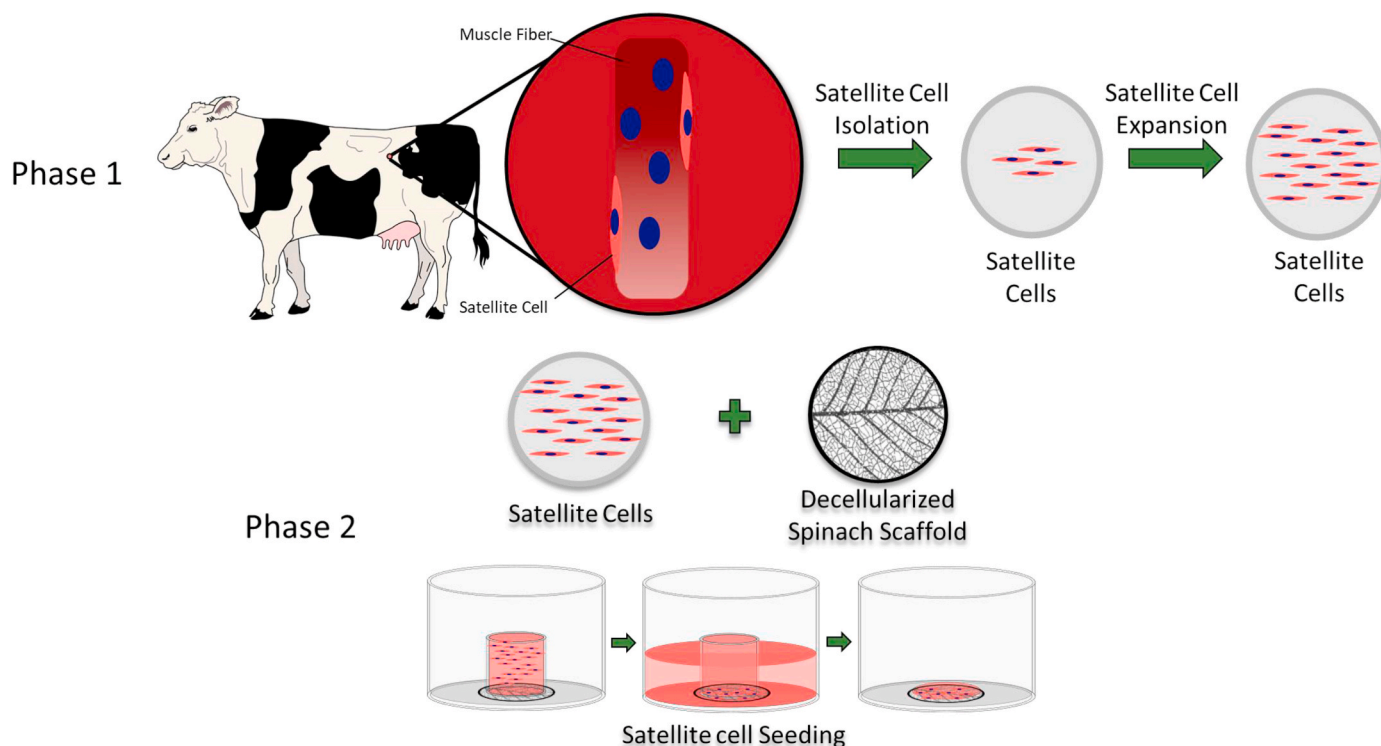 Phase 1
Muscle Fiber
Satellite Cell
Satellite Cell
Isolation
Satellite
Cells
Satellite Cell
Expansion
Satellite
Cells
Phase 2
Satellite Cells
Decellularized
Spinach Scaffold
Satellite cell Seeding